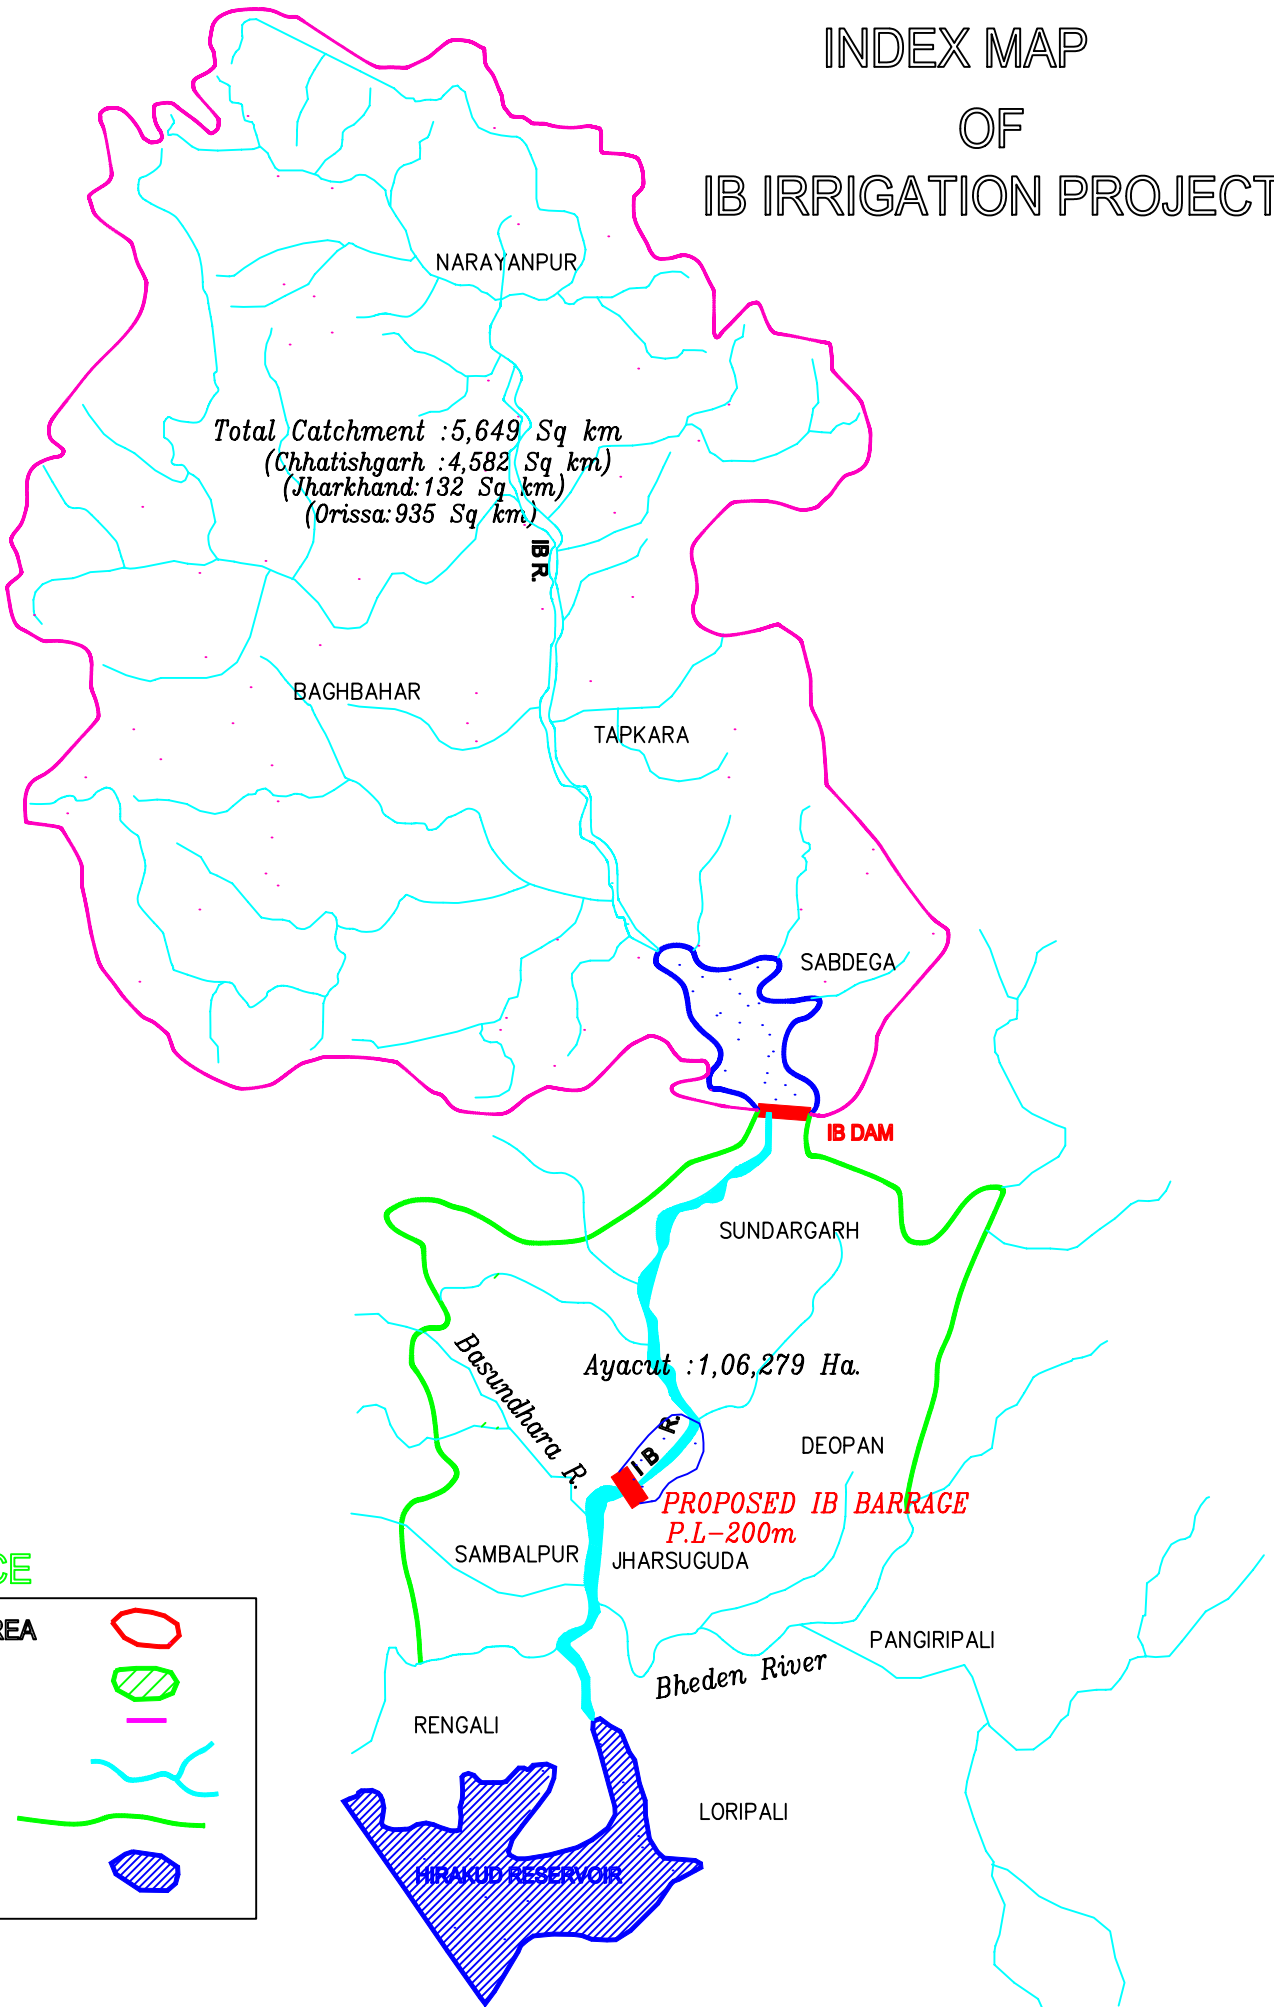 INDEX MAP
OF
IB IRRIGATION PROJECT
NARAYANPUR
Total Catchment :5,649 Sq km
(Chhatishgarh :4,582 Sq km)
(Jharkhand:132 Sq km)
(Orissa:935 Sq km)
IB R.
BAGHBAHAR
TAPKARA
SABDEGA
IB DAM
SUNDARGARH
Basundhara R.
Ayacut :1,06,279 Ha.
IB R.
DEOPAN
PROPOSED IB BARRAGE
P.L-200m
SAMBALPUR
JHARSUGUDA
CE
REA
PANGIRIPALI
Bheden River
RENGALI
LORIPALI
HIRAKUD RESERVOIR